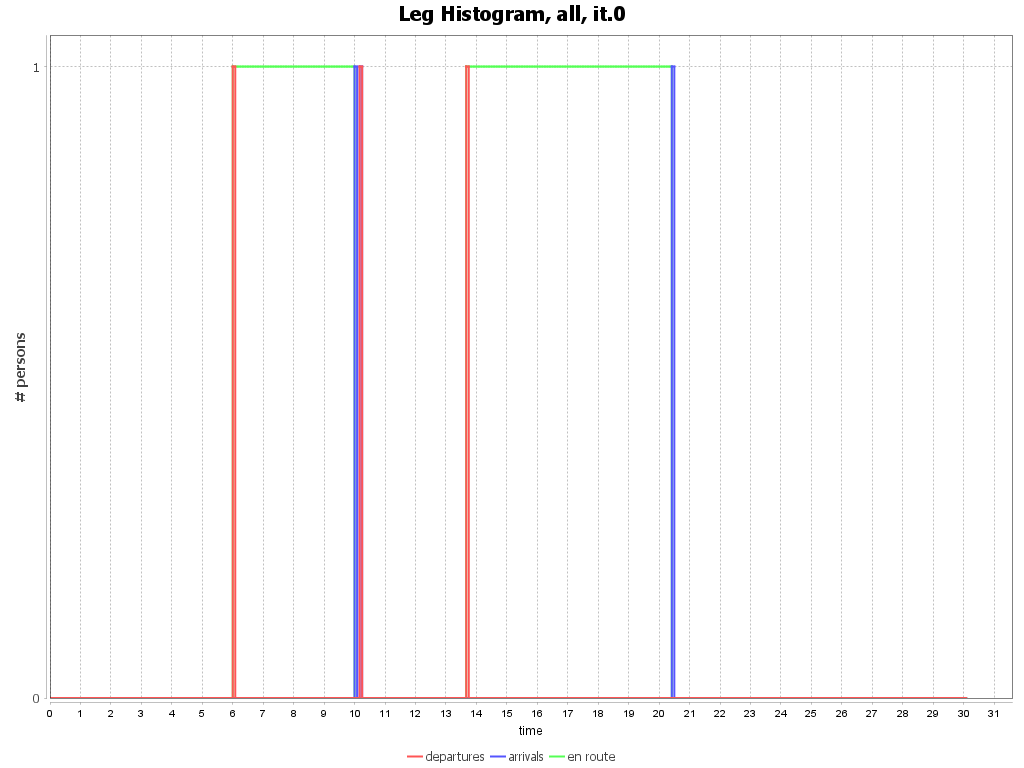 Leg Histogram, all, it.0
# persons
1
0
0 1 2 3 4 5 6 7 8 9 10 11 12 13 14 15 16 17 18 19 20 21 22 23 24 25 26 27 28 29 30 31
time
departures arrivals en route